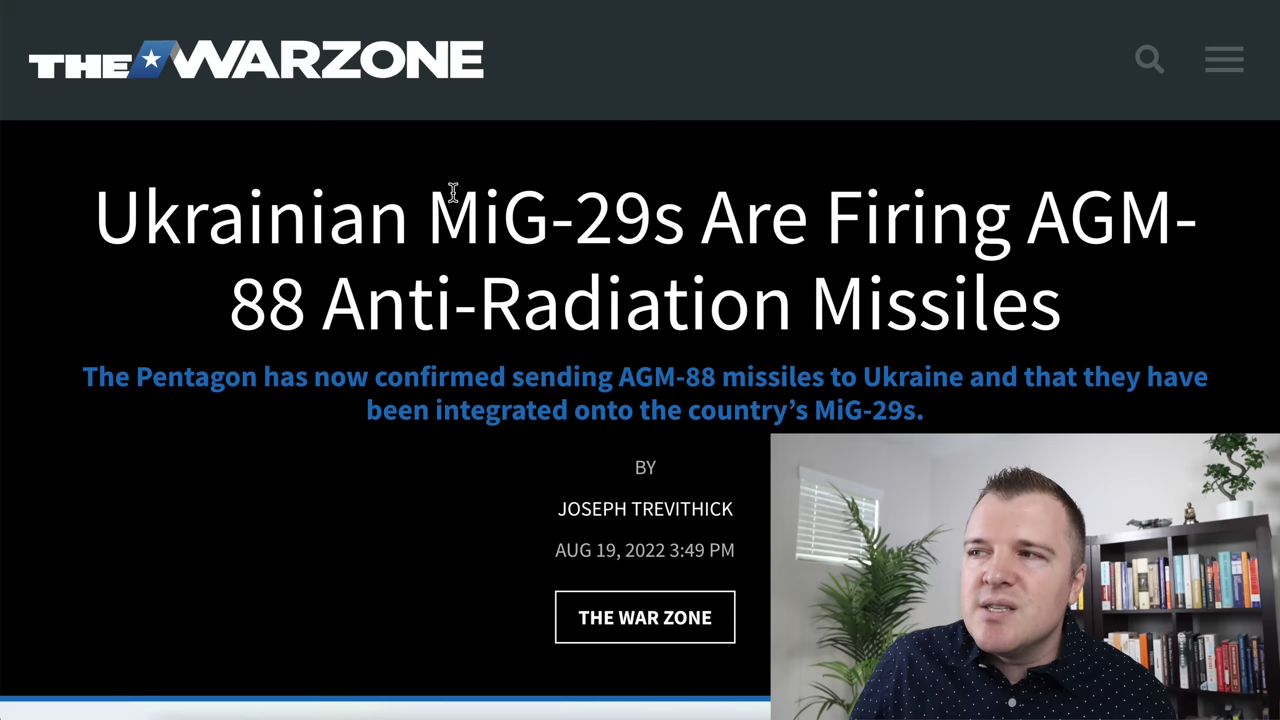 THE WARZONE
Ukrainian MiG-29s Are Firing AGM-
88 Anti-Radiation Missiles
The Pentagon has now confirmed sending AGM-88 missiles to Ukraine and that they have
been integrated onto the country’s MiG-29s.
BY
JOSEPH TREVITHICK
AUG 19, 2022 3:49 PM
THE WAR ZONE